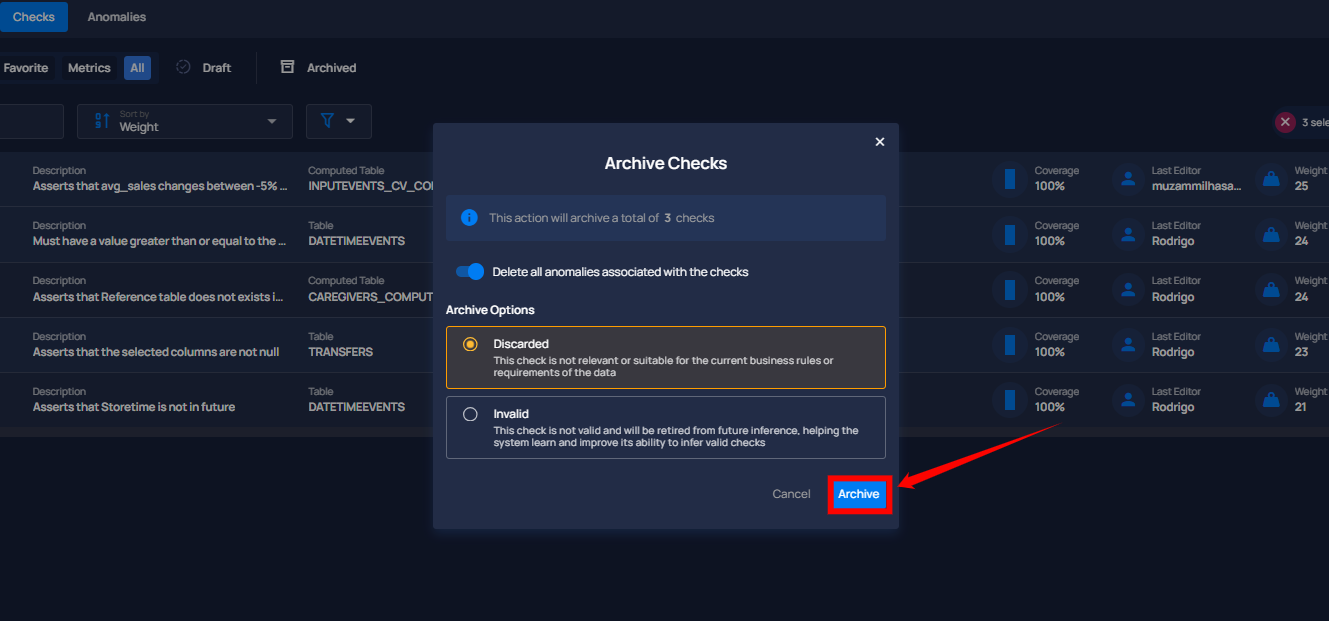 Checks
Anomalies
Favorite
Metrics
All
Draft
Archived
Sort by
Weight
3 sele
Description
Asserts that avg_sales changes between -5% ...
Computed Table
INPUTEVENTS_CV_CO
Coverage
100%
Last Editor
muzammilhasa...
Weight
25
Description
Must have a value greater than or equal to the ...
Table
DATETIMEEVENTS
Coverage
100%
Last Editor
Rodrigo
Weight
24
Description
Asserts that Reference table does not exists i...
Computed Table
CAREGIVERS_COMPUT
Coverage
100%
Last Editor
Rodrigo
Weight
24
Description
Asserts that the selected columns are not null
Table
TRANSFERS
Coverage
100%
Last Editor
Rodrigo
Weight
23
Description
Asserts that Storetime is not in future
Table
DATETIMEEVENTS
Coverage
100%
Last Editor
Rodrigo
Weight
21
Archive Checks
This action will archive a total of 3 checks
Delete all anomalies associated with the checks
Archive Options
Discarded
This check is not relevant or suitable for the current business rules or
requirements of the data
Invalid
This check is not valid and will be retired from future inference, helping the
system learn and improve its ability to infer valid checks
Cancel
Archive